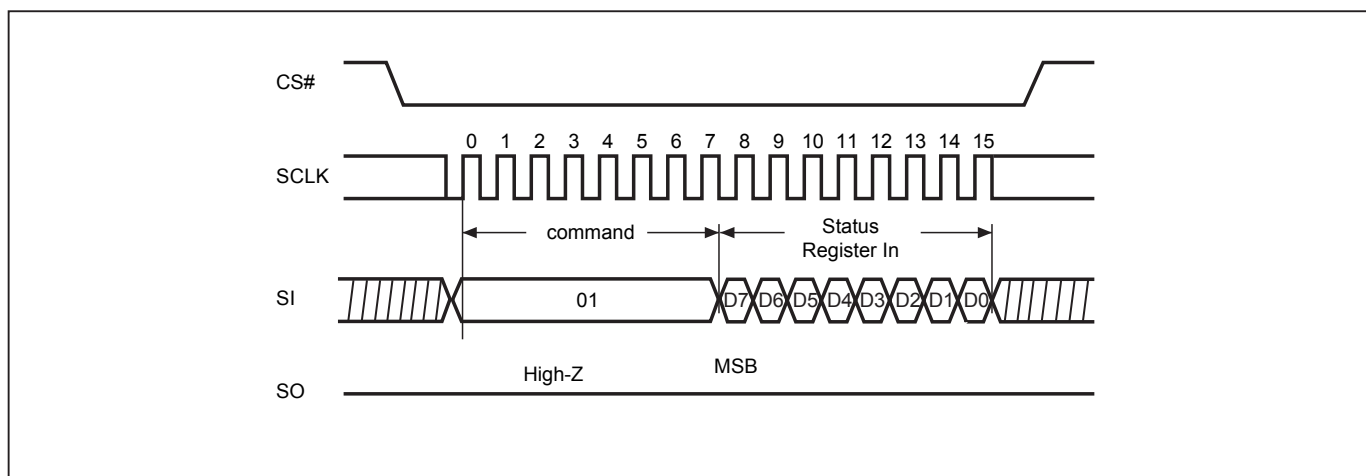 CS#
0 1 2 3 4 5 6 7 8 9 10 11 12 13 14 15
SCLK
command
Status
Register In
SI
01
D7 D6 D5 D4 D3 D2 D1 D0
High-Z
MSB
SO